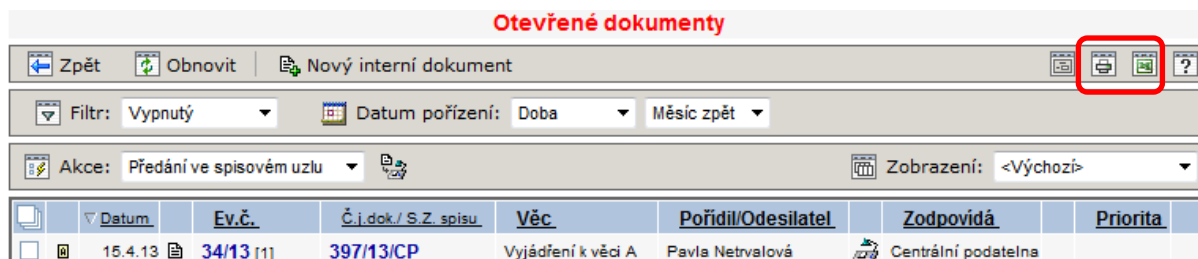 Otevřené dokumenty
Zpět Obnovit Nový interní dokument ?
Filtr: Vypnutý Datum pořízení: Doba Měsíc zpět
Akce: Předání ve spisovém uzlu Zobrazení: <Výchozí>
Datum Ev.č. Č.j.dok./ S.Z. spisu Věc Pořídil/Odesilatel Zodpovídá Priorita
15.4.13 34/13 [1] 397/13/CP Vyjádření k věci A Pavla Netrvalová Centrální podatelna